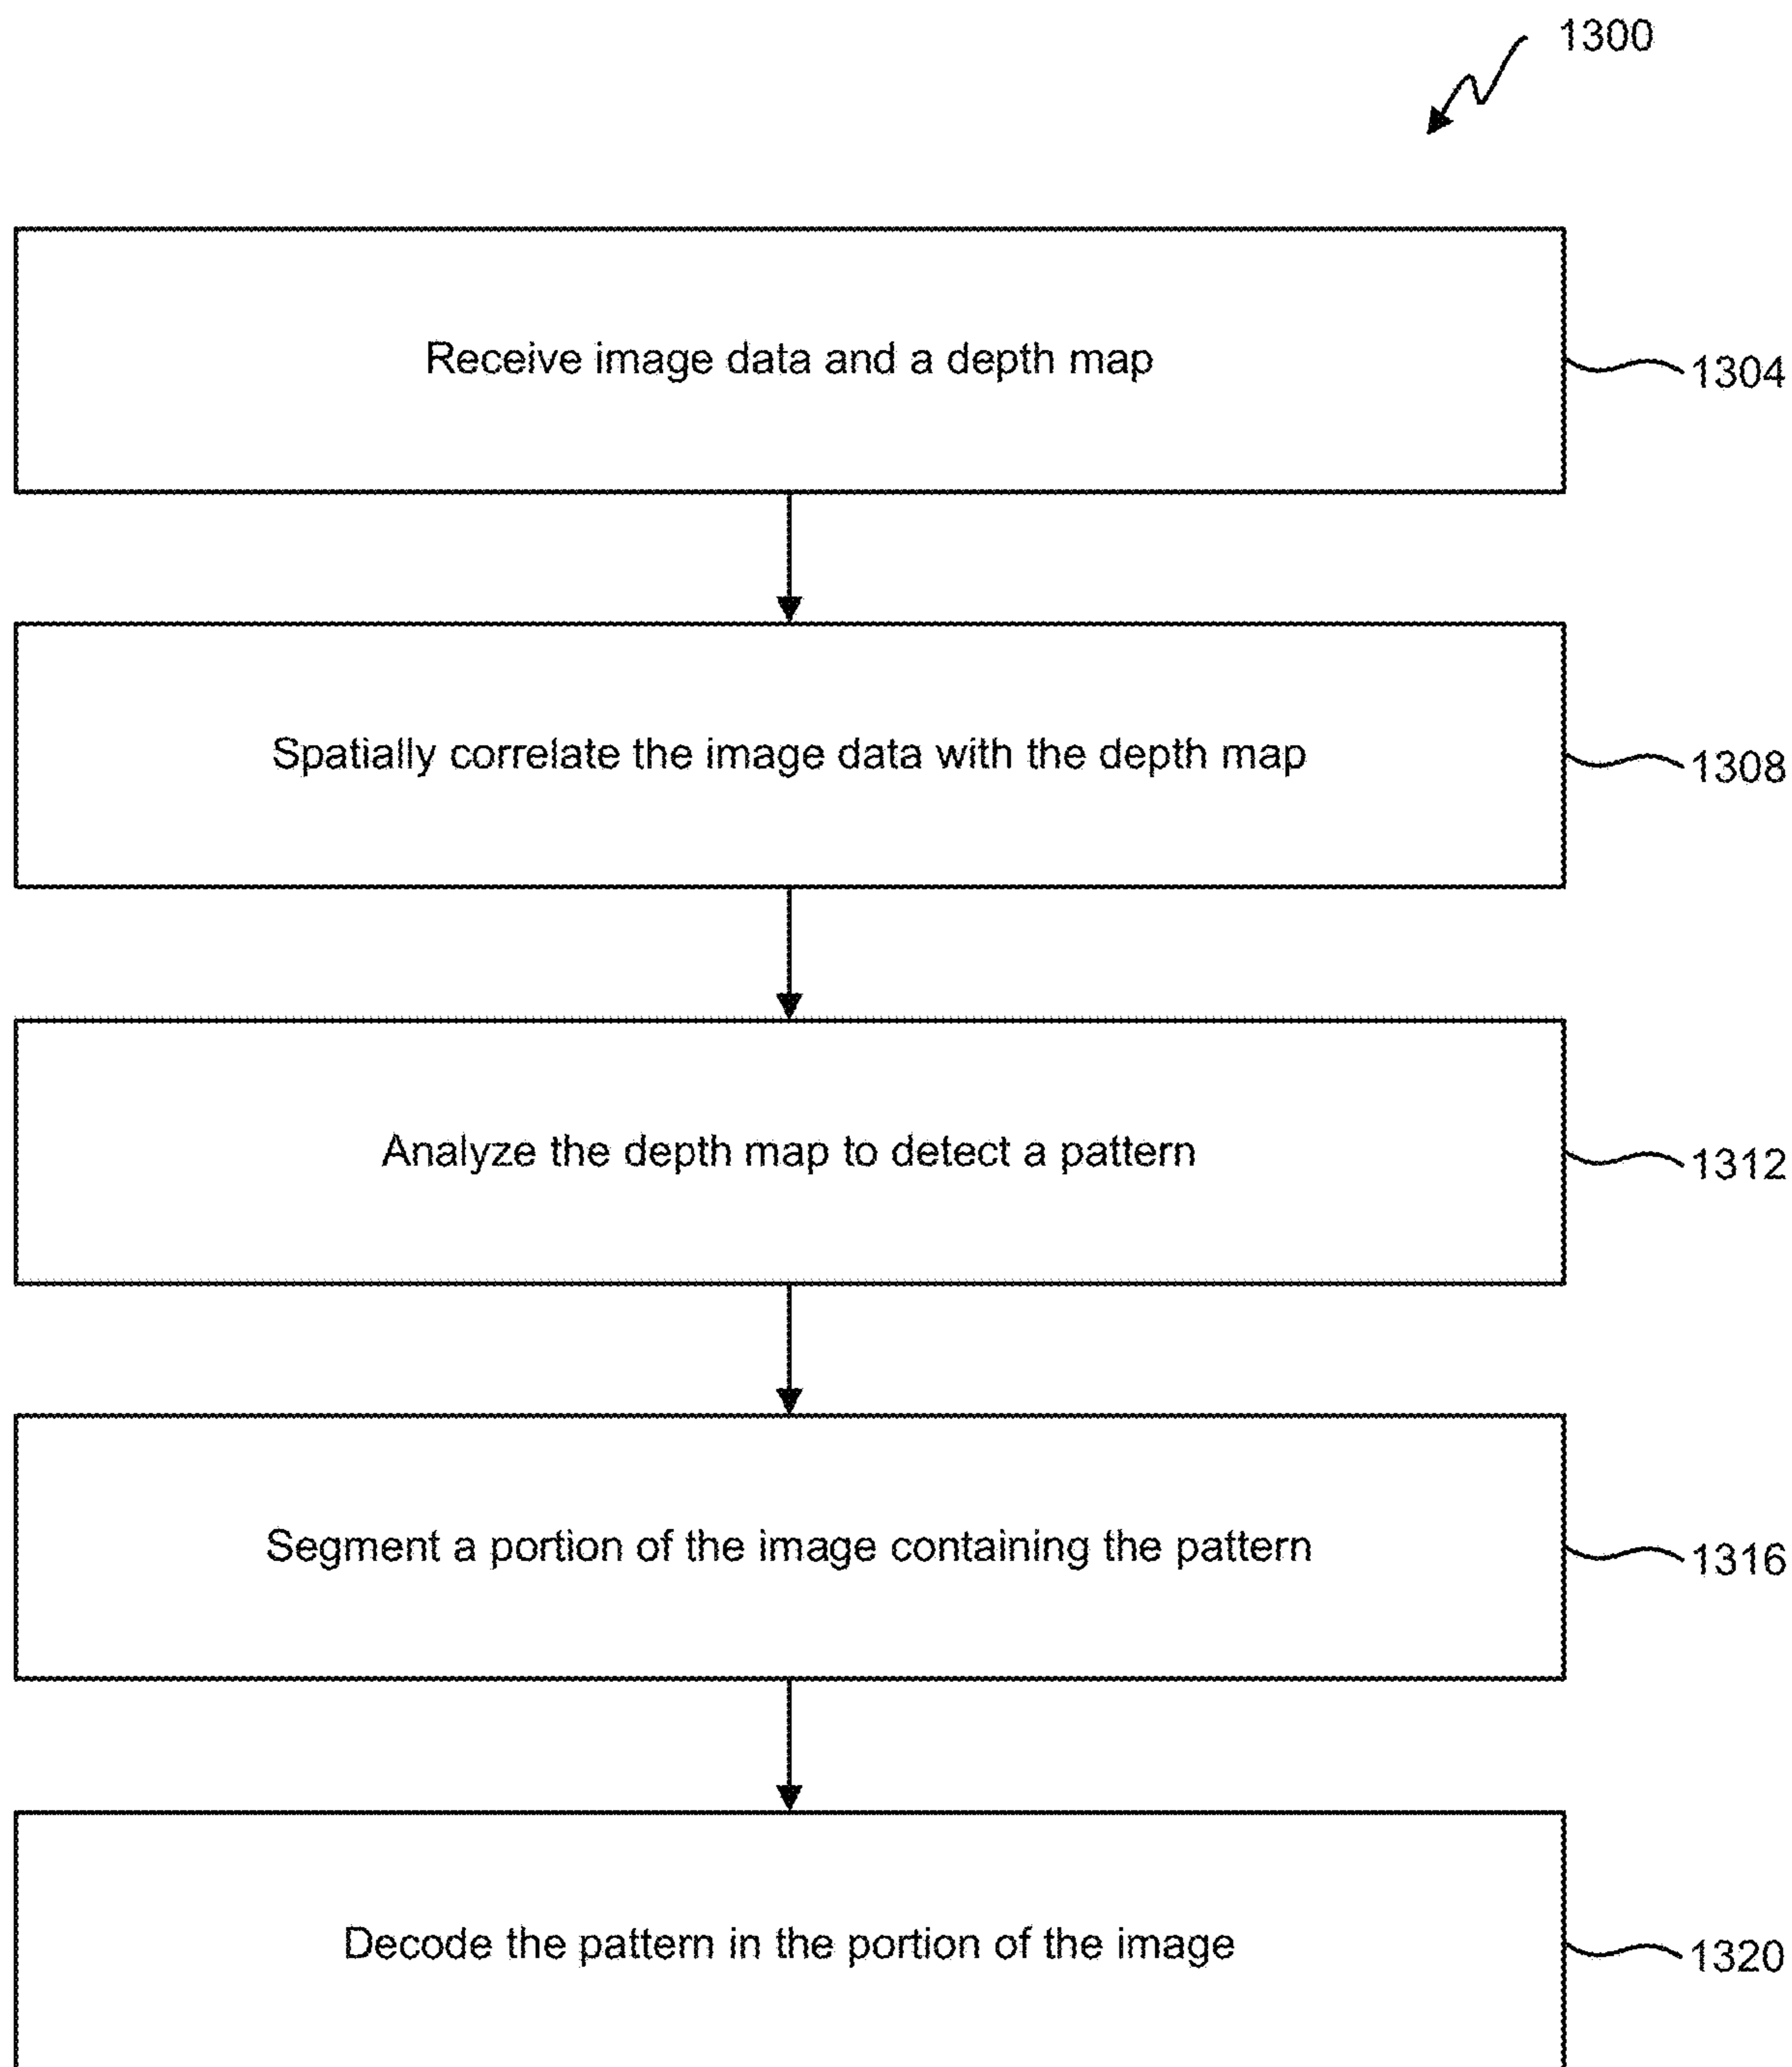 1300
Receive image data and a depth map
1304
Spatially correlate the image data with the depth map
1308
Analyze the depth map to detect a pattern
1312
Segment a portion of the image containing the pattern
1316
Decode the pattern in the portion of the image
1320